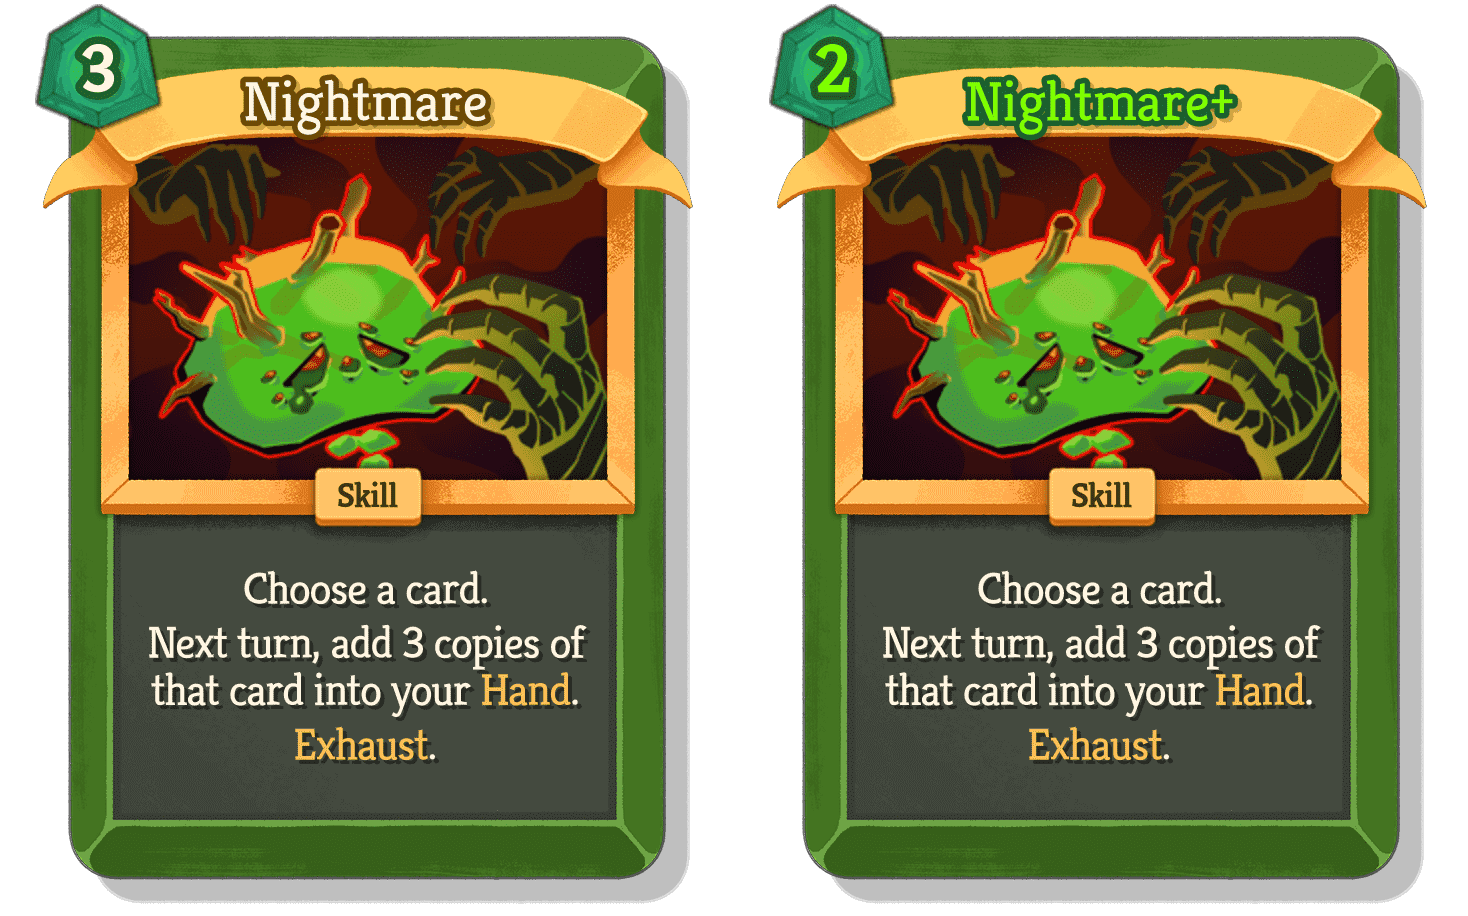 3
Nightmare
Skill
Choose a card.
Next turn, add 3 copies of
that card into your Hand.
Exhaust.
2
Nightmare+
Skill
Choose a card.
Next turn, add 3 copies of
that card into your Hand.
Exhaust.